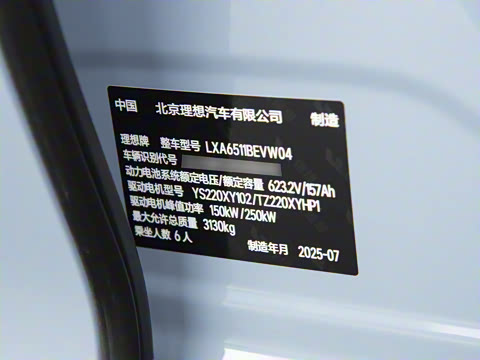 中国 北京理想汽车有限公司 制造
理想牌 整车型号 LXA6511BEVW04
车辆识别代号
动力电池系统额定电压/额定容量 623.2V/157Ah
驱动电机型号 YS220XY102/TZ220XYHP1
驱动电机峰值功率 150kW/250kW
最大允许总质量 3130kg
乘坐人数 6人 制造年月 2025-07